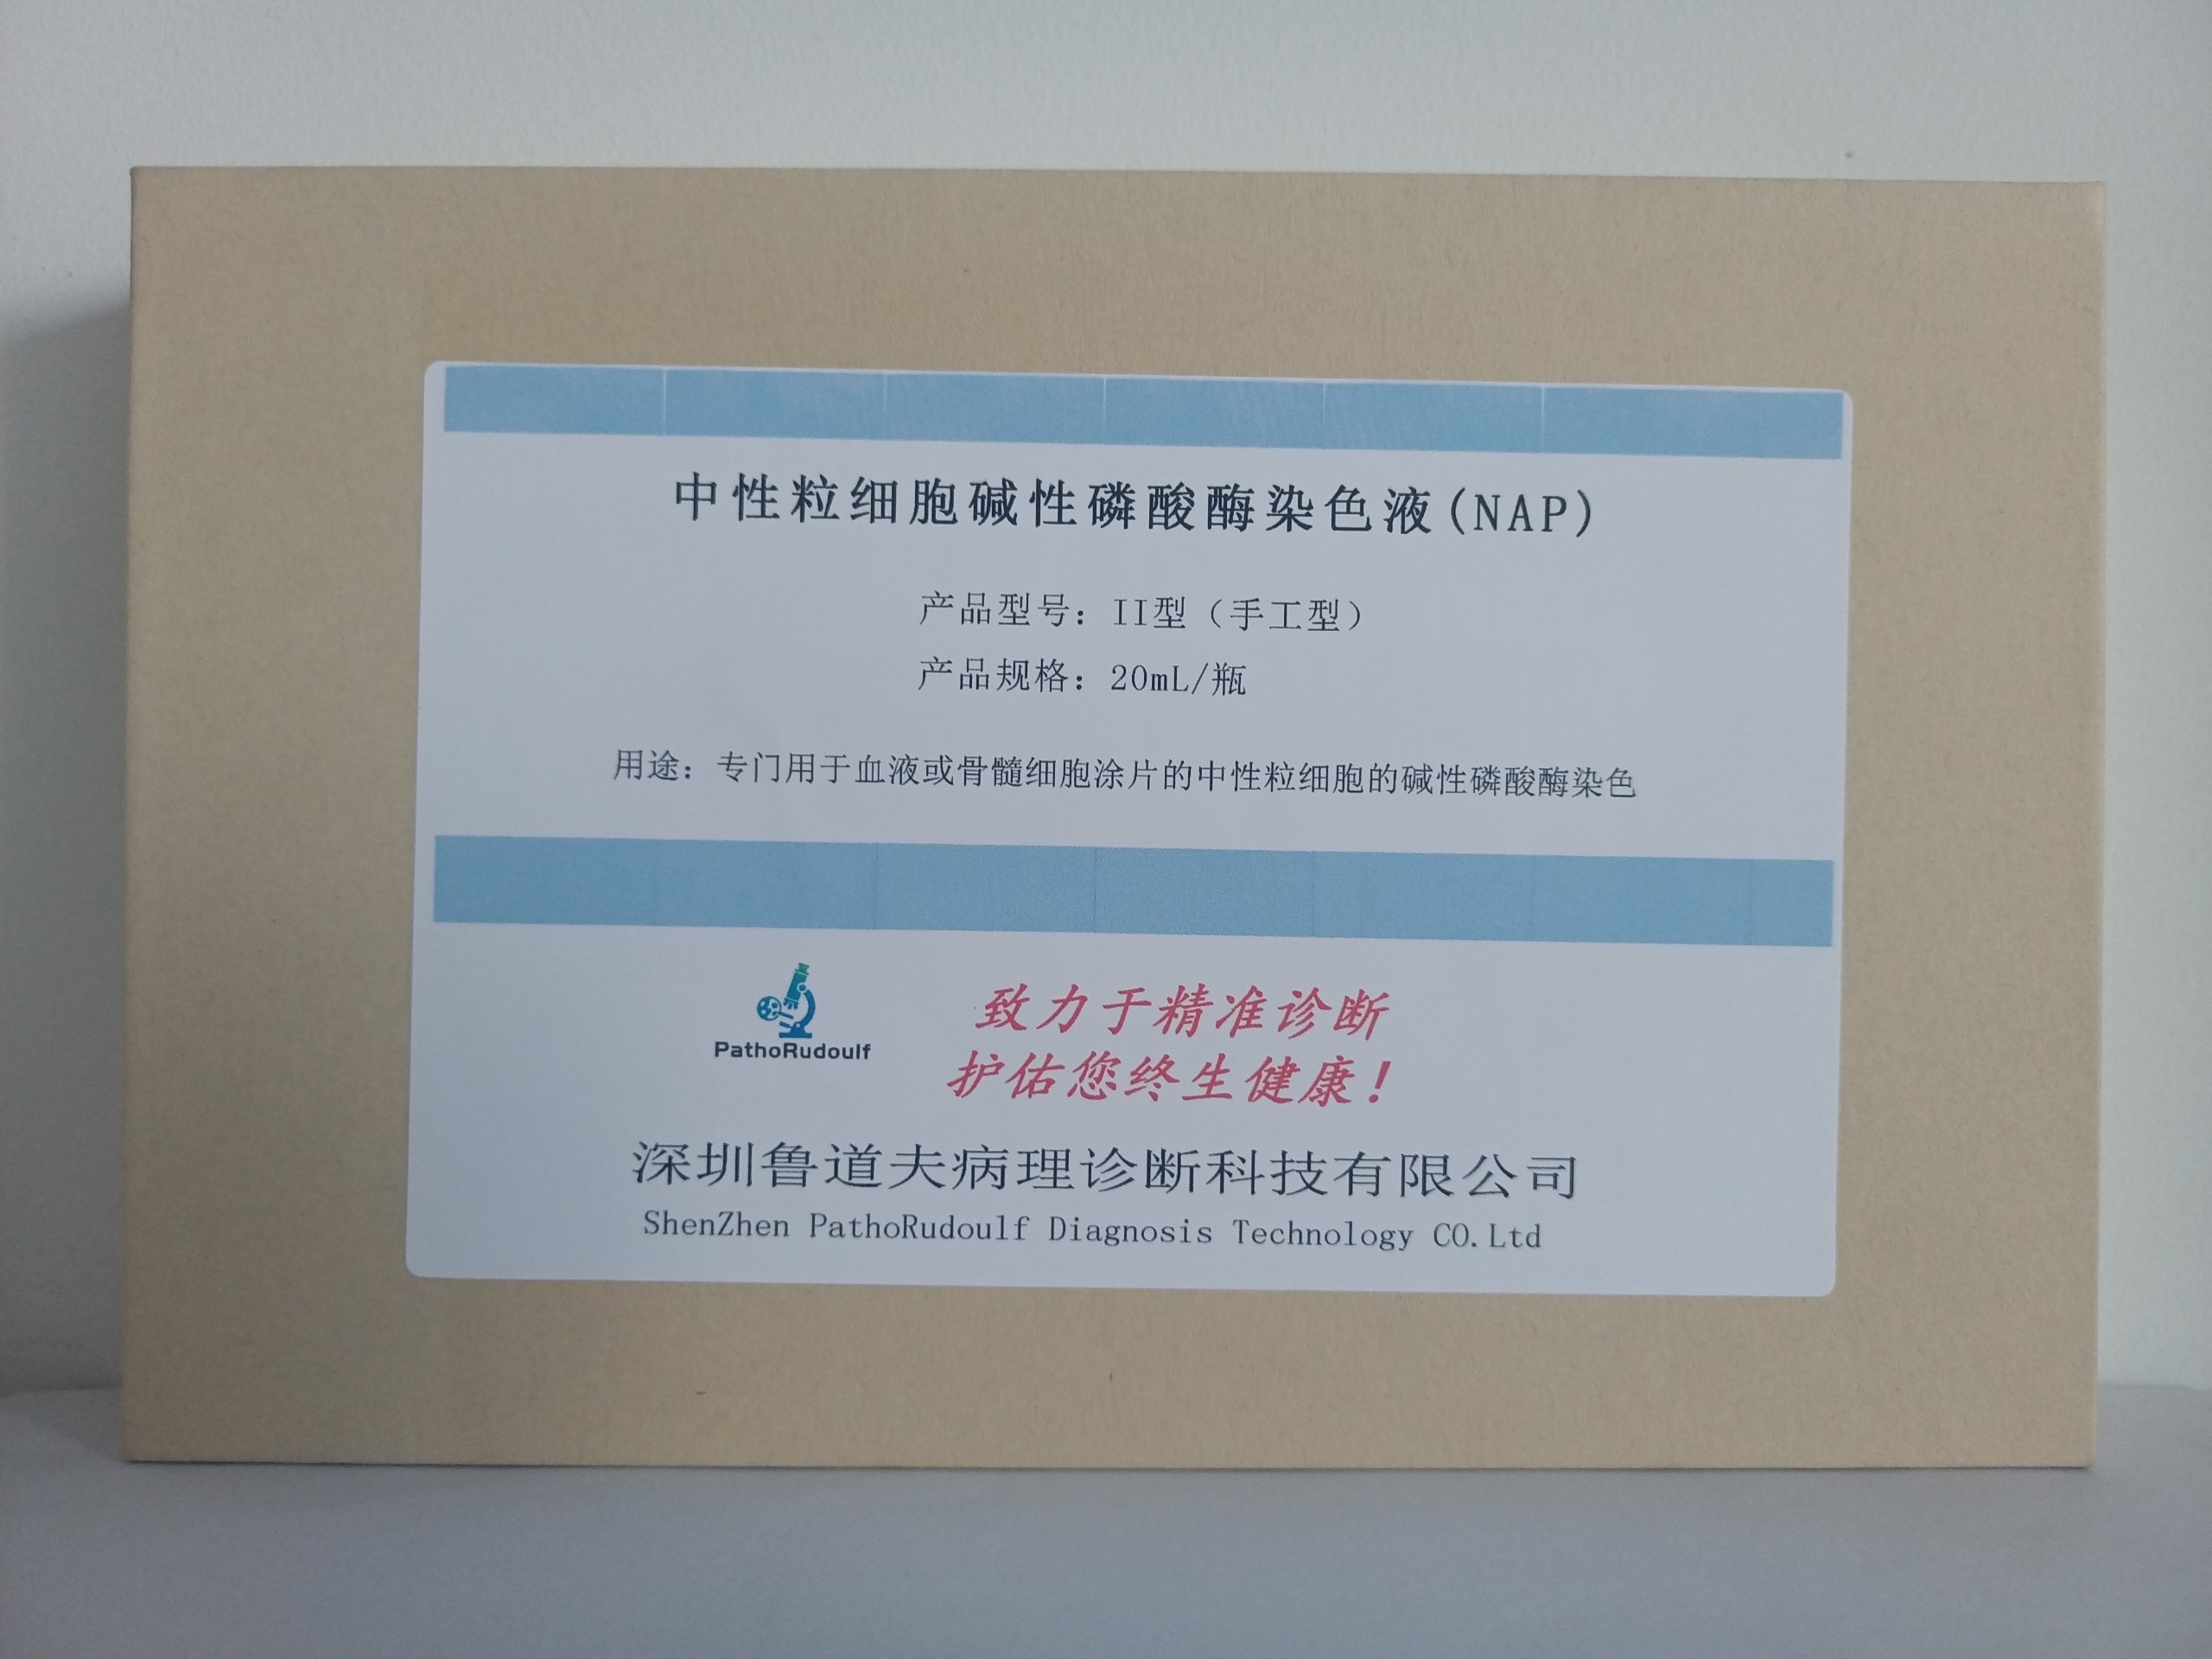 中性粒细胞碱性磷酸酶染色液(NAP)
产品型号：II型（手工型）
产品规格：20mL/瓶
用途：专门用于血液或骨髓细胞涂片的中性粒细胞的碱性磷酸酶染色
PathoRudoulf
致力于精准诊断
护佑您终生健康！
深圳鲁道夫病理诊断科技有限公司
ShenZhen PathoRudoulf Diagnosis Technology CO.Ltd